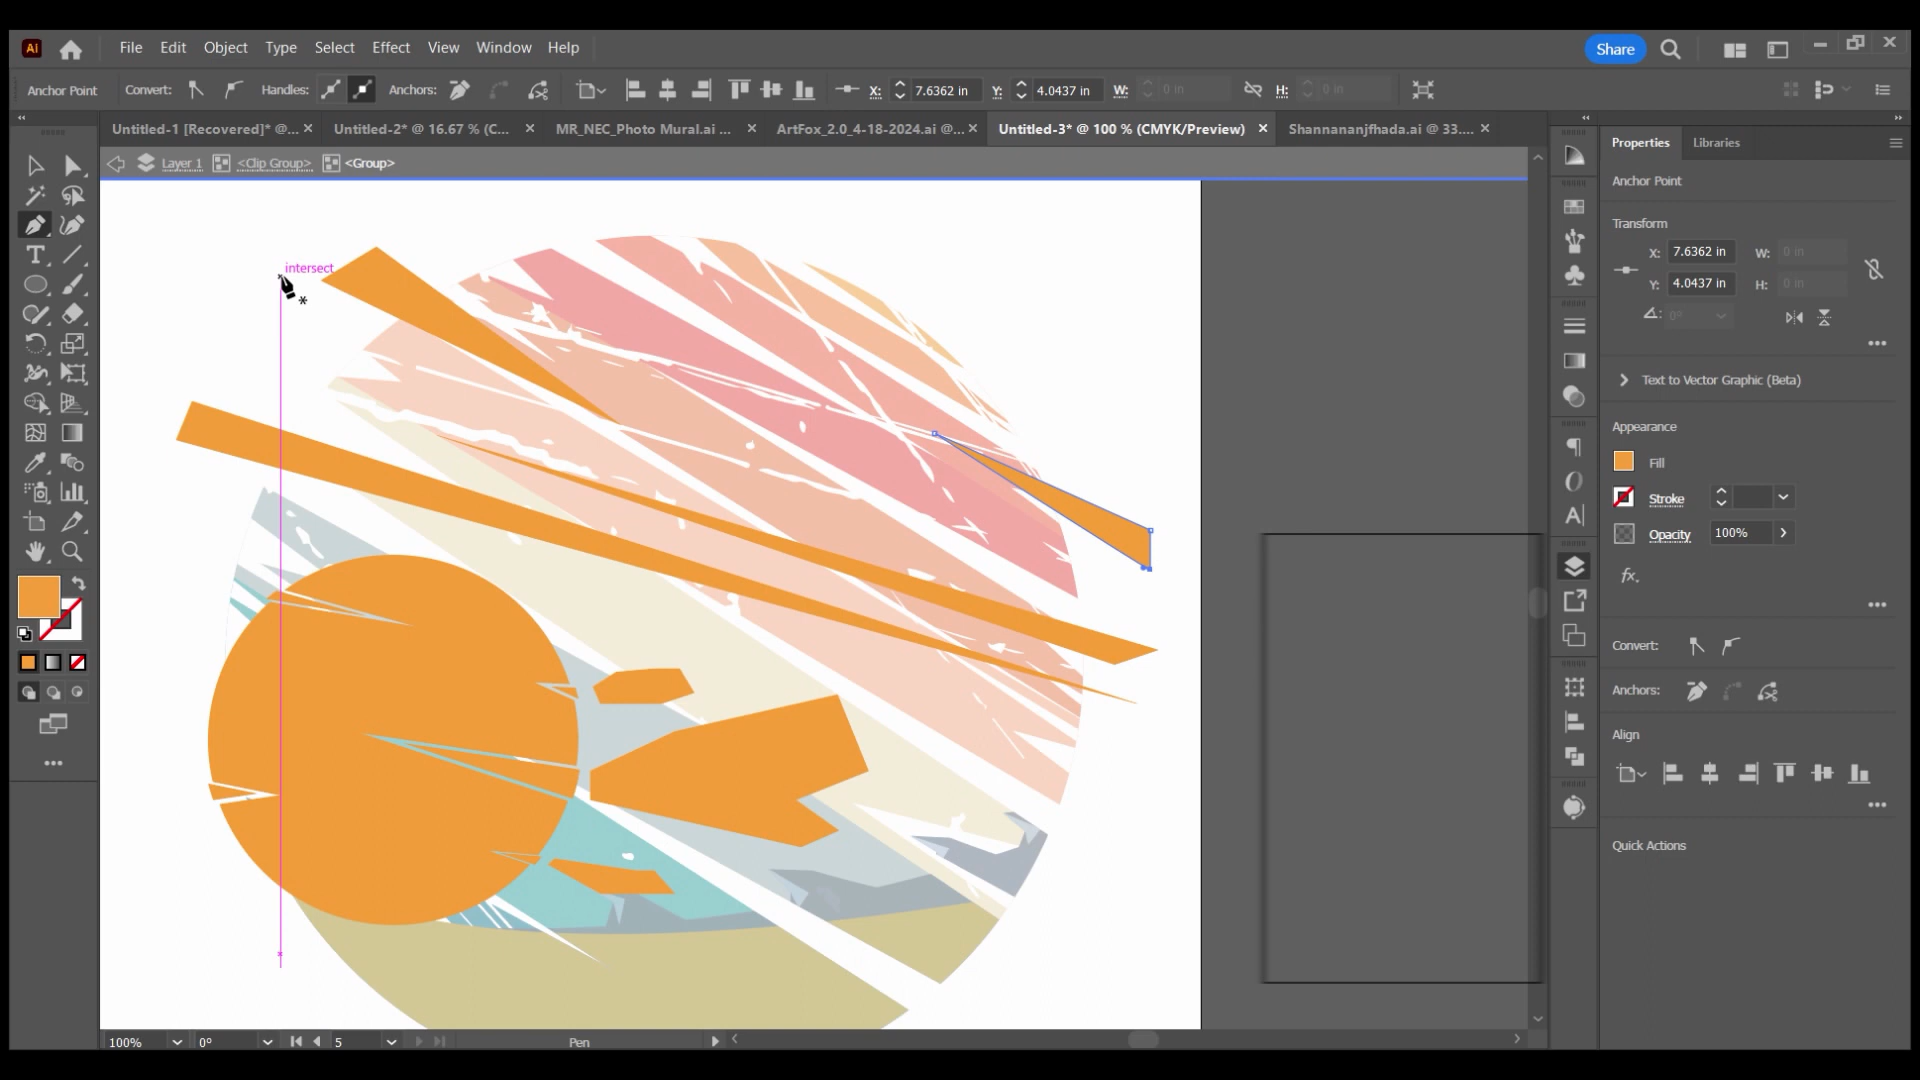 Ai File Edit Object Type Select Effect View Window Help Share
Anchor Point Convert: Handles: Anchors: X: 7.6362 in Y: 4.0437 in W: 0 in H: 0 in
Untitled-1 [Recovered]* @... Untitled-2* @ 16.67 % (C... MR_NEC_Photo Mural.ai ... ArtFox_2.0_4-18-2024.ai @... Untitled-3* @ 100 % (CMYK/Preview) Shannananjfhada.ai @ 33....
Layer 1 <Clip Group> <Group>
intersect
Properties Libraries
Anchor Point
Transform
X: 7.6362 in W: 0 in
Y: 4.0437 in H: 0 in
0°
Text to Vector Graphic (Beta)
Appearance
Fill
Stroke
Opacity 100%
fx.
Convert:
Anchors:
Align
Quick Actions
100% 0° 5 Pen